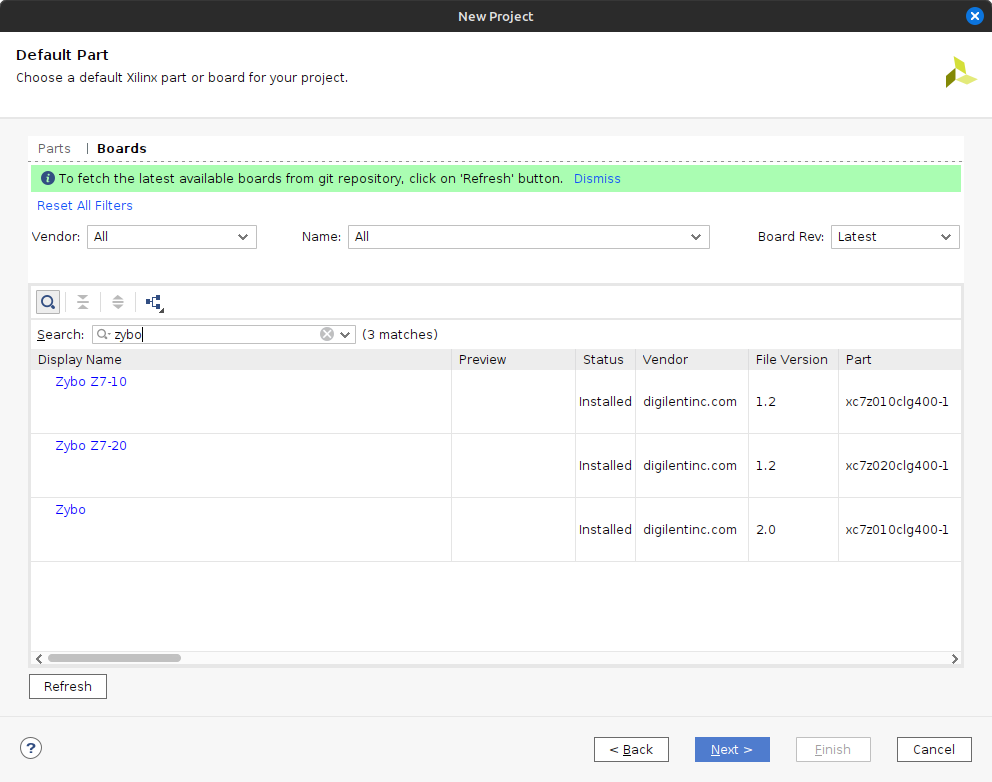 New Project
Default Part
Choose a default Xilinx part or board for your project.
Parts | Boards
To fetch the latest available boards from git repository, click on 'Refresh' button. Dismiss
Reset All Filters
Vendor: All Name: All Board Rev: Latest
Search: zybo (3 matches)
Display Name Preview Status Vendor File Version Part
Zybo Z7-10 Installed digilentinc.com 1.2 xc7z010clg400-1
Zybo Z7-20 Installed digilentinc.com 1.2 xc7z020clg400-1
Zybo Installed digilentinc.com 2.0 xc7z010clg400-1
Refresh
? < Back Next > Finish Cancel